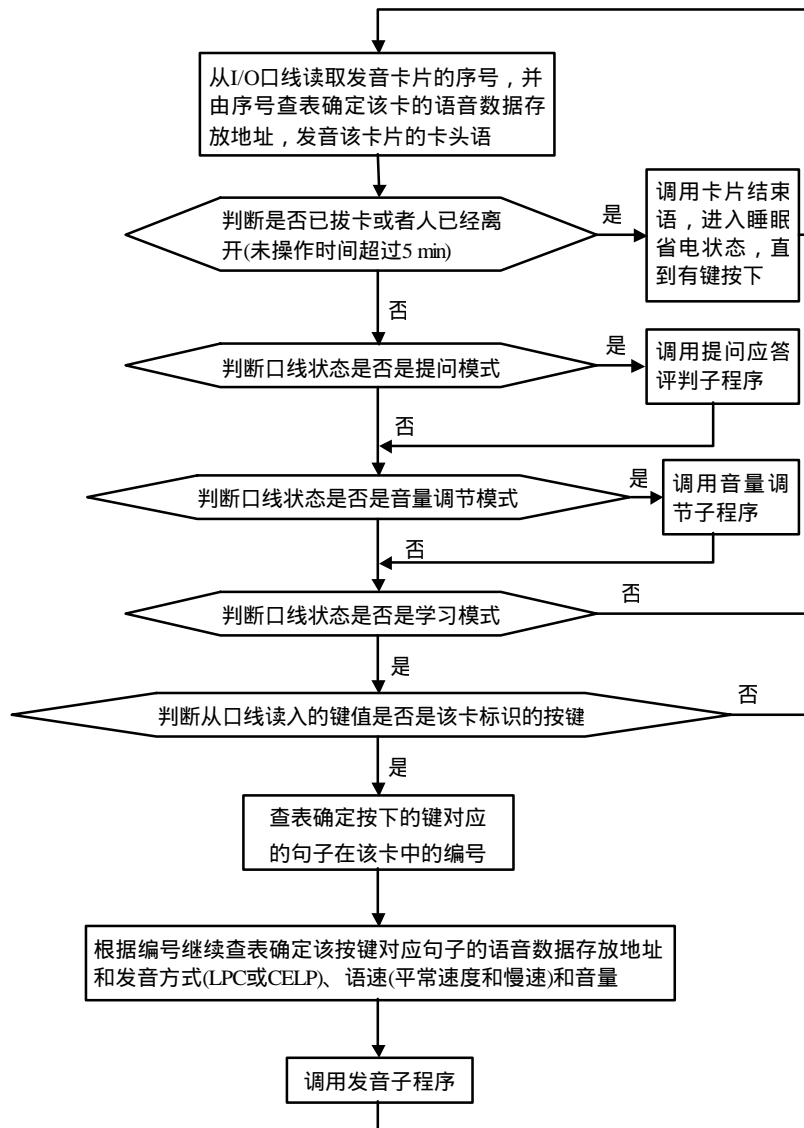 从I/O口线读取发音卡片的序号，并
由序号查表确定该卡的语音数据存
放地址，发音该卡片的卡头语
判断是否已拔卡或者人已经离
开(未操作时间超过5 min)
是
调用卡片结束
语，进入睡眠
省电状态，直
到有键按下
否
判断口线状态是否是提问模式
是
调用提问应答
评判子程序
否
判断口线状态是否是音量调节模式
是
调用音量调
节子程序
否
判断口线状态是否是学习模式
否
是
判断从口线读入的键值是否是该卡标识的按键
否
是
查表确定按下的键对应
的句子在该卡中的编号
根据编号继续查表确定该按键对应句子的语音数据存放地址
和发音方式(LPC或CELP)、语速(平常速度和慢速)和音量
调用发音子程序